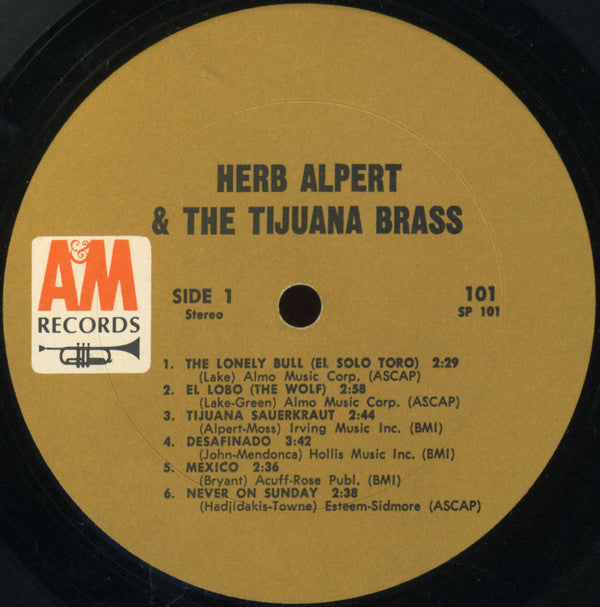 HERB ALPERT
& THE TIJUANA BRASS
A&M
RECORDS
SIDE 1
Stereo
101
SP 101
1. THE LONELY BULL (EL SOLO TORO) 2:29
(Lake) Almo Music Corp. (ASCAP)
2. EL LOBO (THE WOLF) 2:58
(Lake-Green) Almo Music Corp. (ASCAP)
3. TIJUANA SAUERKRAUT 2:44
(Alpert-Moss) Irving Music Inc. (BMI)
4. DESAFINADO 3:42
(John-Mendonca) Hollis Music Inc. (BMI)
5. MEXICO 2:36
(Bryant) Acuff-Rose Publ. (BMI)
6. NEVER ON SUNDAY 2:38
(Hadjidakis-Towne) Esteem-Sidmore (ASCAP)